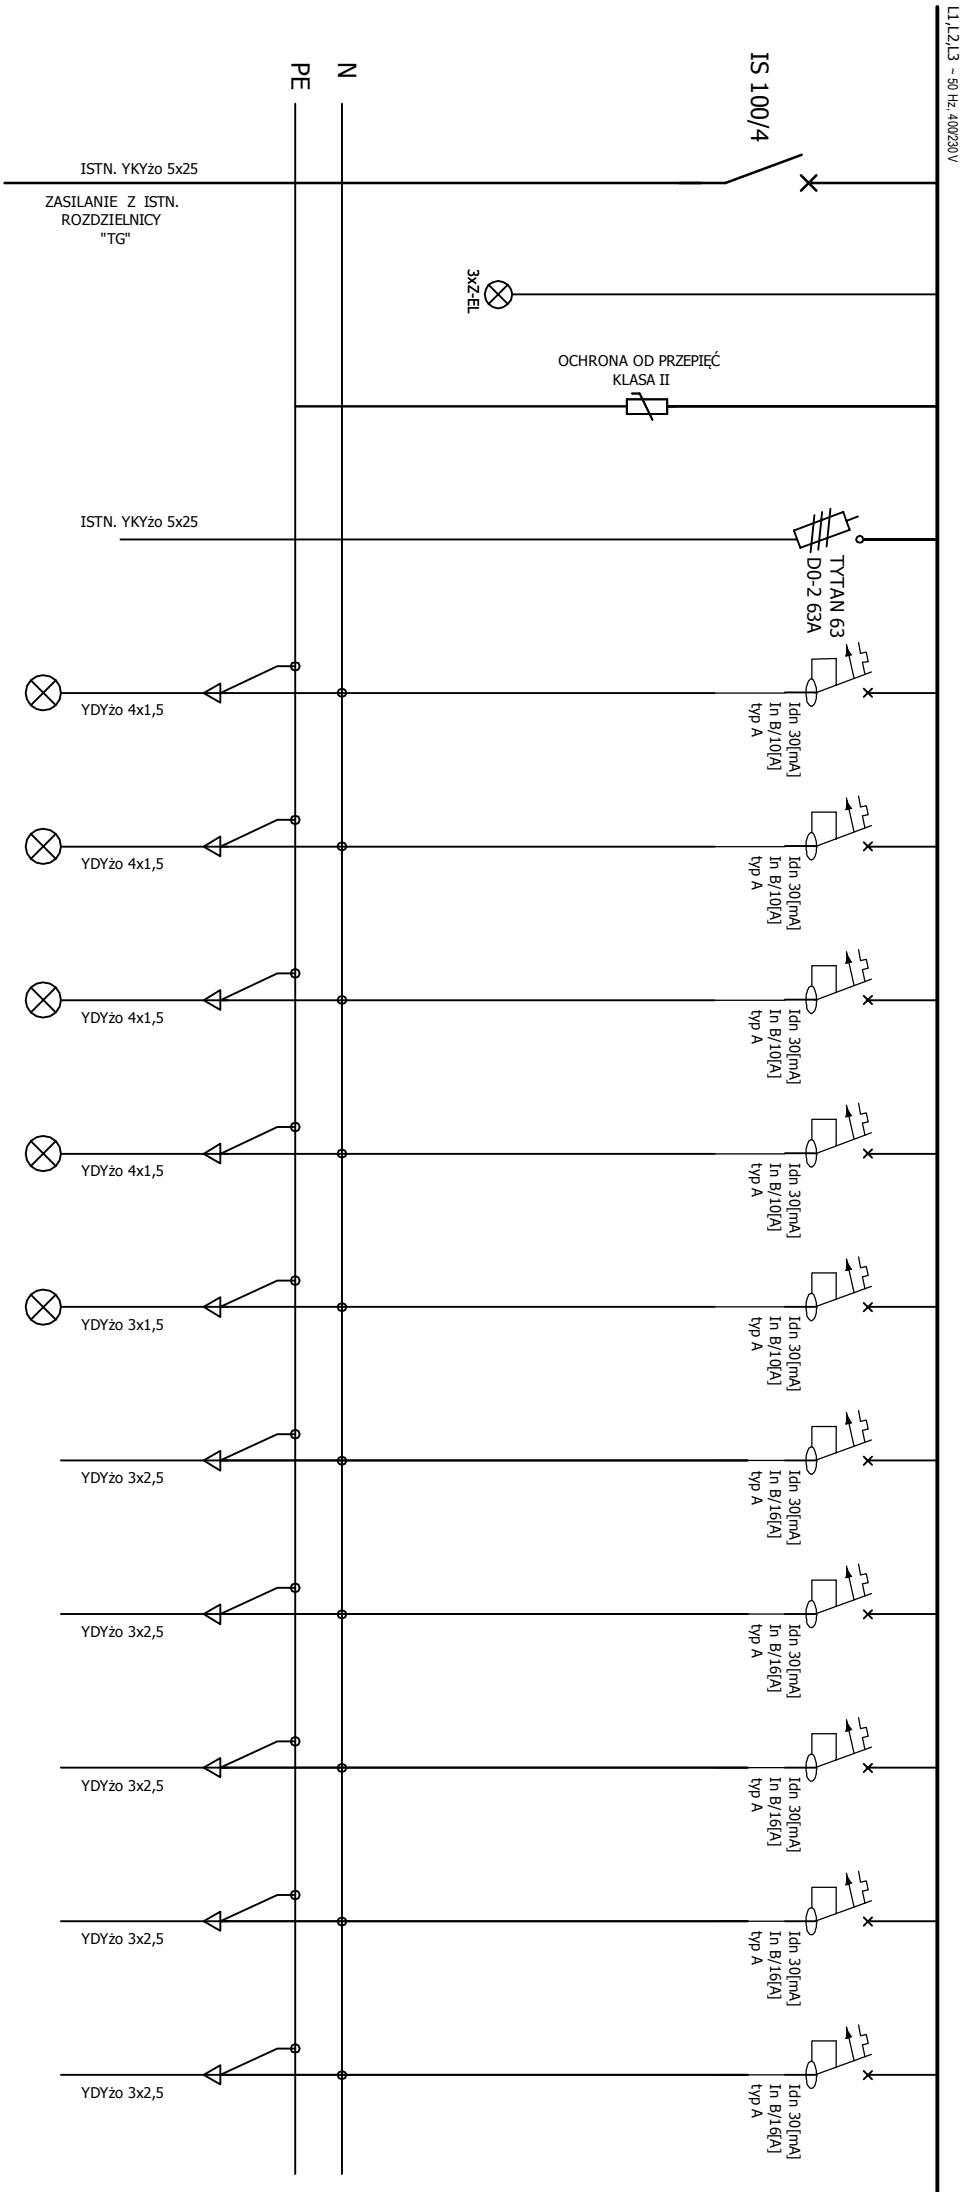 L1,L2,L3 ~ 50 Hz, 400/230 V
IS 100/4
N
PE
ISTN. YKYżo 5x25
ZASILANIE Z ISTN.
ROZDZIELNICY
"TG"
3xZ-EL
OCHRONA OD PRZEPIĘĆ
KLASA II
ISTN. YKYżo 5x25
TYTAN 63
D0-2 63A
Idn 30[mA]
In B/10[A]
typ A
YDYżo 4x1,5
Idn 30[mA]
In B/10[A]
typ A
YDYżo 4x1,5
Idn 30[mA]
In B/10[A]
typ A
YDYżo 4x1,5
Idn 30[mA]
In B/10[A]
typ A
YDYżo 4x1,5
Idn 30[mA]
In B/10[A]
typ A
YDYżo 3x1,5
Idn 30[mA]
In B/16[A]
typ A
YDYżo 3x2,5
Idn 30[mA]
In B/16[A]
typ A
YDYżo 3x2,5
Idn 30[mA]
In B/16[A]
typ A
YDYżo 3x2,5
Idn 30[mA]
In B/16[A]
typ A
YDYżo 3x2,5
Idn 30[mA]
In B/16[A]
typ A
YDYżo 3x2,5